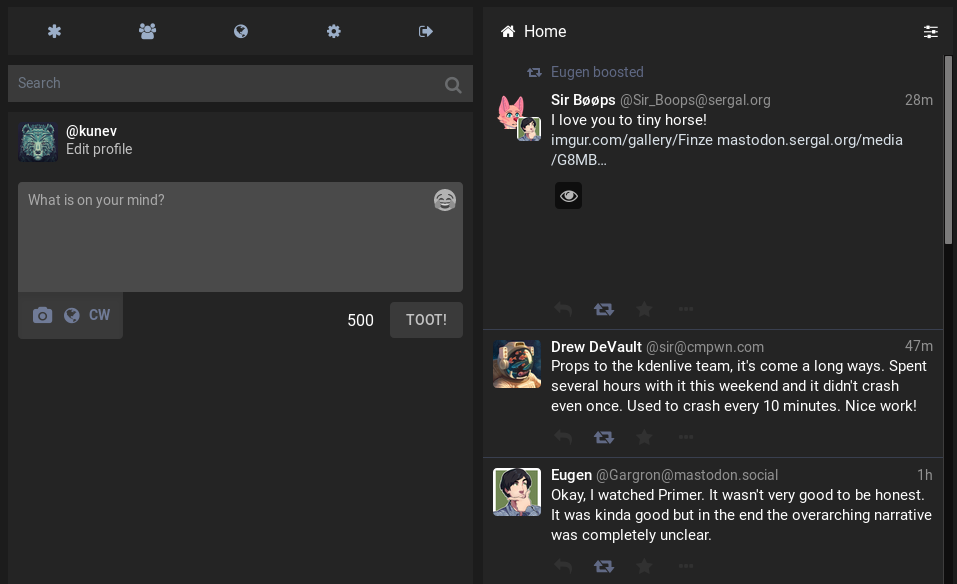 Search
@kunev
Edit profile
What is on your mind?
CW
500
TOOT!
Home
Eugen boosted
Sir Bøøps @Sir_Boops@sergal.org 28m
I love you to tiny horse!
imgur.com/gallery/Finze mastodon.sergal.org/media
/G8MB…
Drew DeVault @sir@cmpwn.com 47m
Props to the kdenlive team, it's come a long ways. Spent
several hours with it this weekend and it didn't crash
even once. Used to crash every 10 minutes. Nice work!
Eugen @Gargron@mastodon.social 1h
Okay, I watched Primer. It wasn't very good to be honest.
It was kinda good but in the end the overarching narrative
was completely unclear.